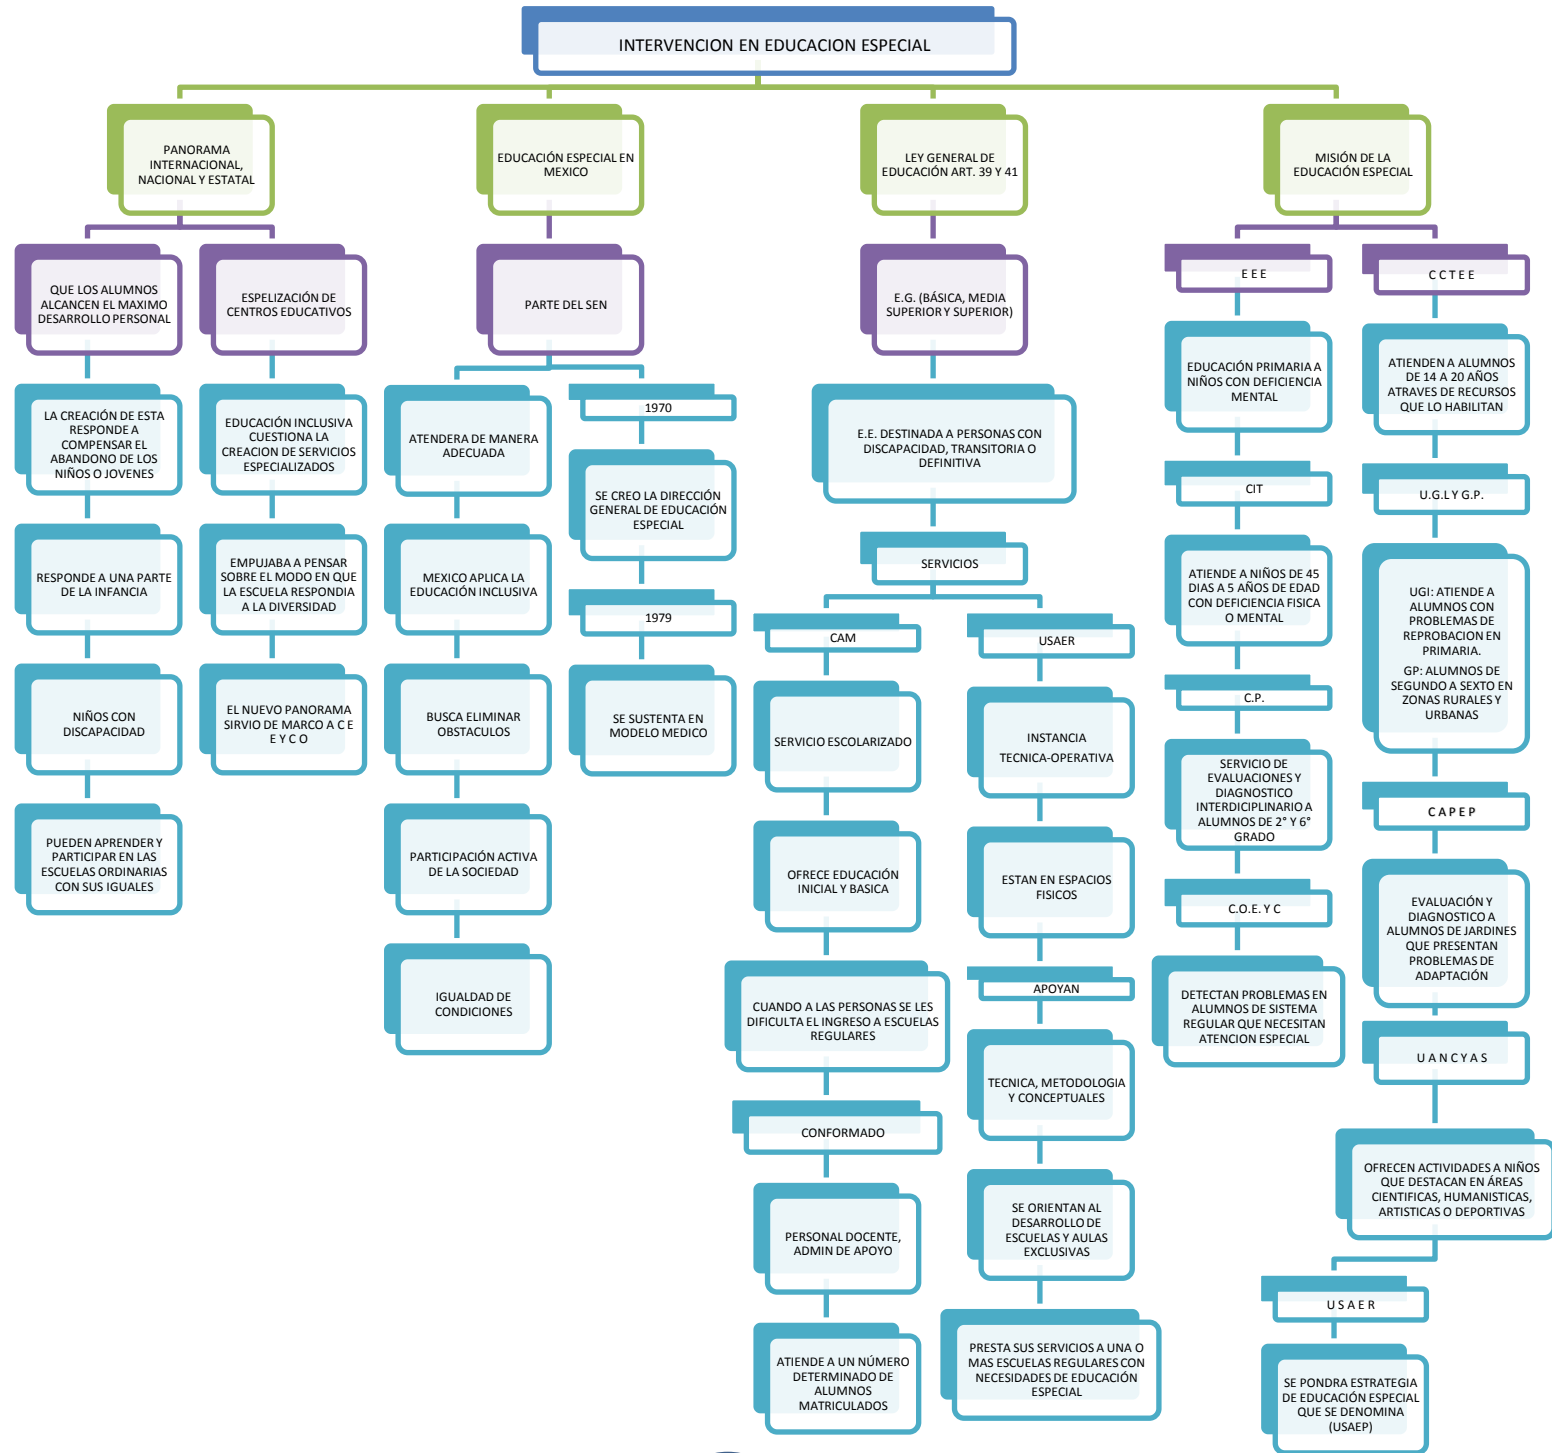 INTERVENCION EN EDUCACION ESPECIAL
PANORAMA
INTERNACIONAL,
NACIONAL Y ESTATAL
QUE LOS ALUMNOS
ALCANCEN EL MAXIMO
DESARROLLO PERSONAL
LA CREACIÓN DE ESTA
RESPONDE A
COMPENSAR EL
ABANDONO DE LOS
NIÑOS O JOVENES
RESPONDE A UNA PARTE
DE LA INFANCIA
NIÑOS CON
DISCAPACIDAD
PUEDEN APRENDER Y
PARTICIPAR EN LAS
ESCUELAS ORDINARIAS
CON SUS IGUALES
ESPELIZACIÓN DE
CENTROS EDUCATIVOS
EDUCACIÓN INCLUSIVA
CUESTIONA LA
CREACION DE SERVICIOS
ESPECIALIZADOS
EMPUJABA A PENSAR
SOBRE EL MODO EN QUE
LA ESCUELA RESPONDIA
A LA DIVERSIDAD
EL NUEVO PANORAMA
SIRVIO DE MARCO A C E
E Y C O
EDUCACIÓN ESPECIAL EN
MEXICO
PARTE DEL SEN
ATENDERA DE MANERA
ADECUADA
MEXICO APLICA LA
EDUCACIÓN INCLUSIVA
BUSCA ELIMINAR
OBSTACULOS
PARTICIPACIÓN ACTIVA
DE LA SOCIEDAD
IGUALDAD DE
CONDICIONES
1970
SE CREO LA DIRECCIÓN
GENERAL DE EDUCACIÓN
ESPECIAL
1979
SE SUSTENTA EN
MODELO MEDICO
LEY GENERAL DE
EDUCACIÓN ART. 39 Y 41
E.G. (BÁSICA, MEDIA
SUPERIOR Y SUPERIOR)
E.E. DESTINADA A PERSONAS CON
DISCAPACIDAD, TRANSITORIA O
DEFINITIVA
SERVICIOS
CAM
SERVICIO ESCOLARIZADO
OFRECE EDUCACIÓN
INICIAL Y BASICA
CUANDO A LAS PERSONAS SE LES
DIFICULTA EL INGRESO A ESCUELAS
REGULARES
CONFORMADO
PERSONAL DOCENTE,
ADMIN DE APOYO
ATIENDE A UN NÚMERO
DETERMINADO DE
ALUMNOS
MATRICULADOS
USAER
INSTANCIA
TECNICA-OPERATIVA
ESTAN EN ESPACIOS
FISICOS
APOYAN
TECNICA, METODOLOGIA
Y CONCEPTUALES
SE ORIENTAN AL
DESARROLLO DE
ESCUELAS Y AULAS
EXCLUSIVAS
PRESTA SUS SERVICIOS A UNA O
MAS ESCUELAS REGULARES CON
NECESIDADES DE EDUCACIÓN
ESPECIAL
MISIÓN DE LA
EDUCACIÓN ESPECIAL
E E E
EDUCACIÓN PRIMARIA A
NIÑOS CON DEFICIENCIA
MENTAL
CIT
ATIENDE A NIÑOS DE 45
DIAS A 5 AÑOS DE EDAD
CON DEFICIENCIA FISICA
O MENTAL
C.P.
SERVICIO DE
EVALUACIONES Y
DIAGNOSTICO
INTERDICIPLINARIO A
ALUMNOS DE 2° Y 6°
GRADO
C.O.E. Y C
DETECTAN PROBLEMAS EN
ALUMNOS DE SISTEMA
REGULAR QUE NECESITAN
ATENCION ESPECIAL
C C T E E
ATIENDEN A ALUMNOS
DE 14 A 20 AÑOS
ATRAVES DE RECURSOS
QUE LO HABILITAN
U.G.I. Y G.P.
UGI: ATIENDE A
ALUMNOS CON
PROBLEMAS DE
REPROBACION EN
PRIMARIA.
GP: ALUMNOS DE
SEGUNDO A SEXTO EN
ZONAS RURALES Y
URBANAS
C A P E P
EVALUACIÓN Y
DIAGNOSTICO A
ALUMNOS DE JARDINES
QUE PRESENTAN
PROBLEMAS DE
ADAPTACIÓN
U A N C Y A S
OFRECEN ACTIVIDADES A NIÑOS
QUE DESTACAN EN ÁREAS
CIENTIFICAS, HUMANISTICAS,
ARTISTICAS O DEPORTIVAS
U S A E R
SE PONDRA ESTRATEGIA
DE EDUCACIÓN ESPECIAL
QUE SE DENOMINA
(USAEP)